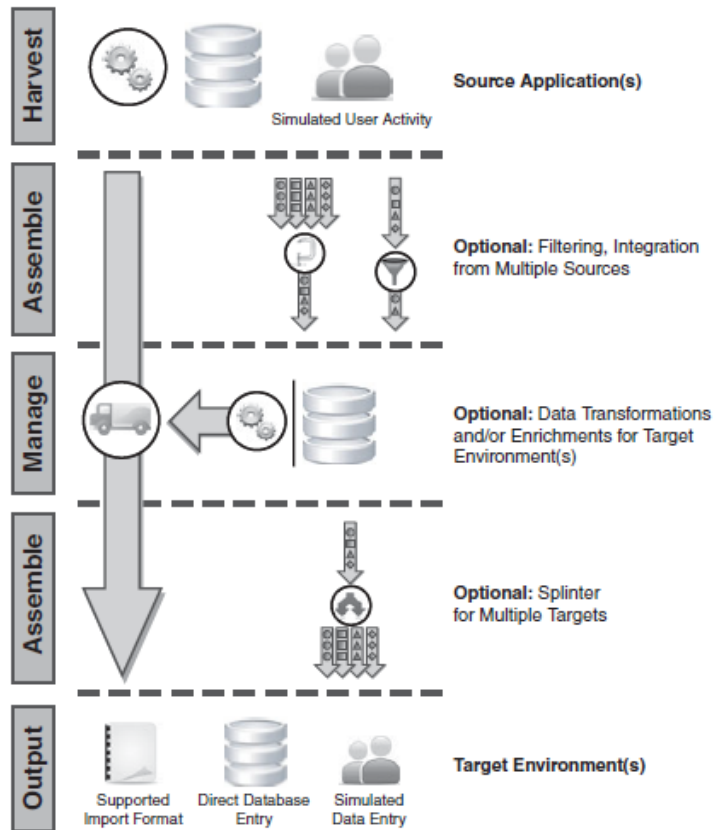 Harvest
Simulated User Activity
Source Application(s)
Assemble
Optional: Filtering, Integration
from Multiple Sources
Manage
Optional: Data Transformations
and/or Enrichments for Target
Environment(s)
Assemble
Optional: Splinter
for Multiple Targets
Output
Supported
Import Format
Direct Database
Entry
Simulated
Data Entry
Target Environment(s)